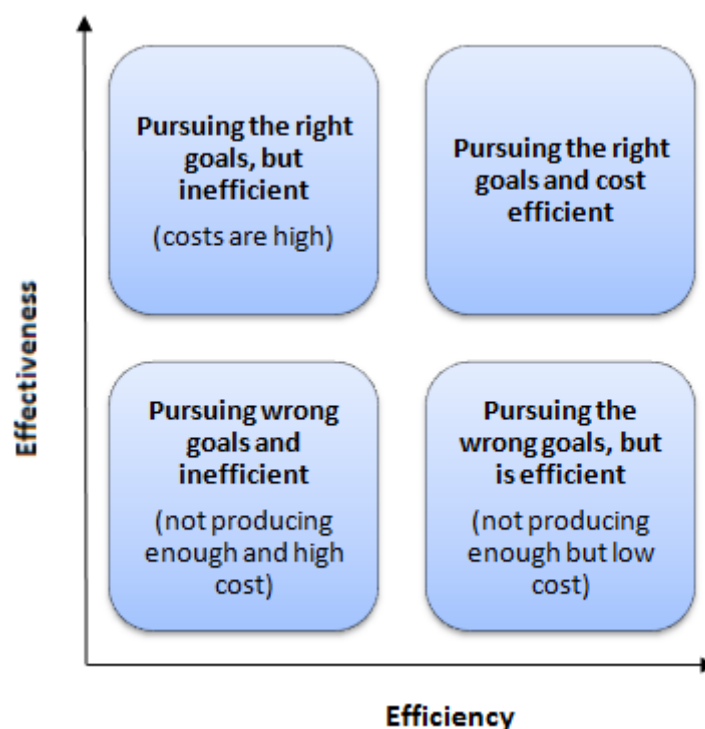 Effectiveness
Pursuing the right
goals, but
inefficient
(costs are high)
Pursuing the right
goals and cost
efficient
Pursuing wrong
goals and
inefficient
(not producing
enough and high
cost)
Pursuing the
wrong goals, but
is efficient
(not producing
enough but low
cost)
Efficiency